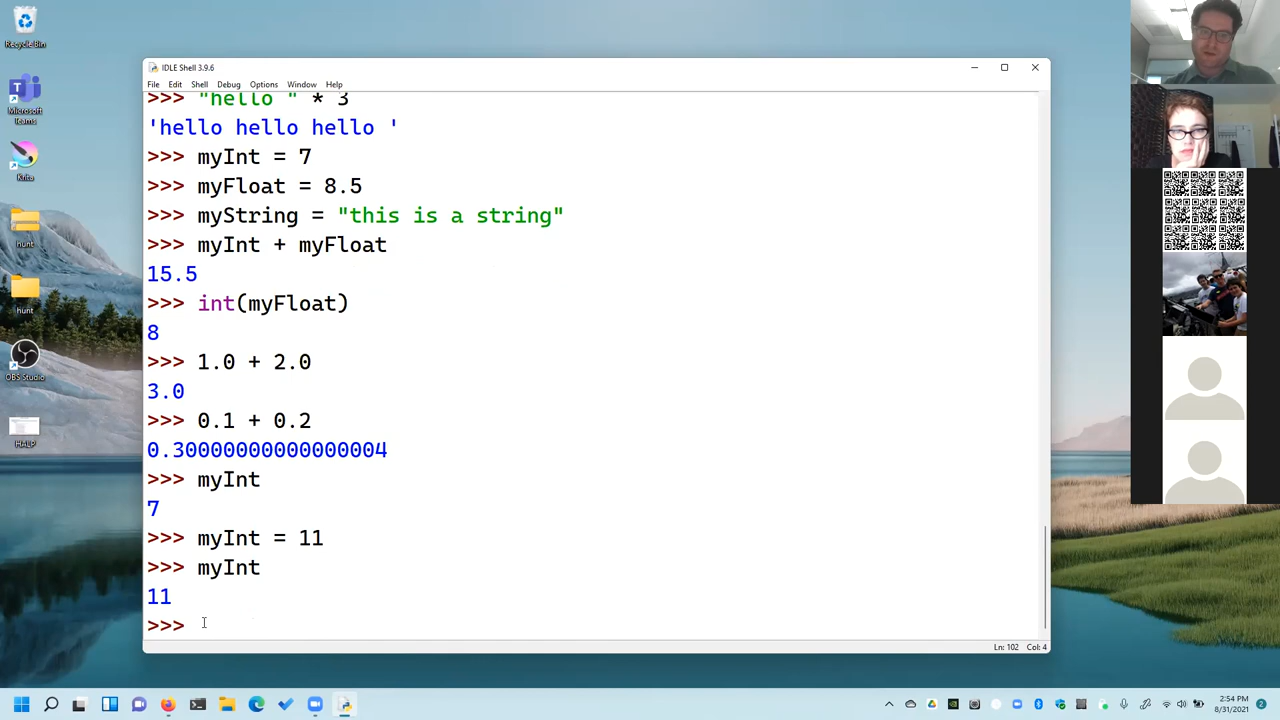 Recycle Bin
Microsoft
Teams
Krita
hunt
hunt
OBS Studio
HALP
IDLE Shell 3.9.6
File Edit Shell Debug Options Window Help
>>> "hello " * 3
'hello hello hello '
>>> myInt = 7
>>> myFloat = 8.5
>>> myString = "this is a string"
>>> myInt + myFloat
15.5
>>> int(myFloat)
8
>>> 1.0 + 2.0
3.0
>>> 0.1 + 0.2
0.30000000000000004
>>> myInt
7
>>> myInt = 11
>>> myInt
11
>>>
Ln: 102 Col: 4
2:54 PM
8/31/2021
2